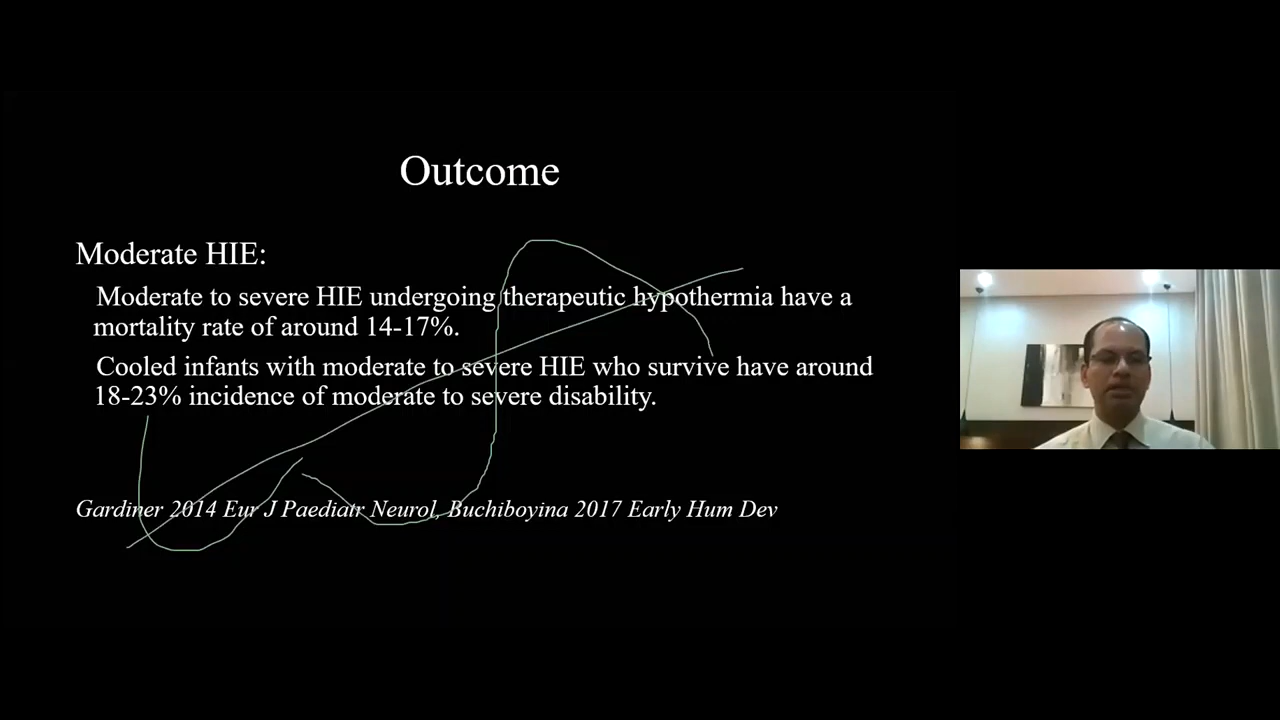 Outcome
Moderate HIE:
Moderate to severe HIE undergoing therapeutic hypothermia have a
mortality rate of around 14-17%.
Cooled infants with moderate to severe HIE who survive have around
18-23% incidence of moderate to severe disability.
Gardiner 2014 Eur J Paediatr Neurol, Buchiboyina 2017 Early Hum Dev